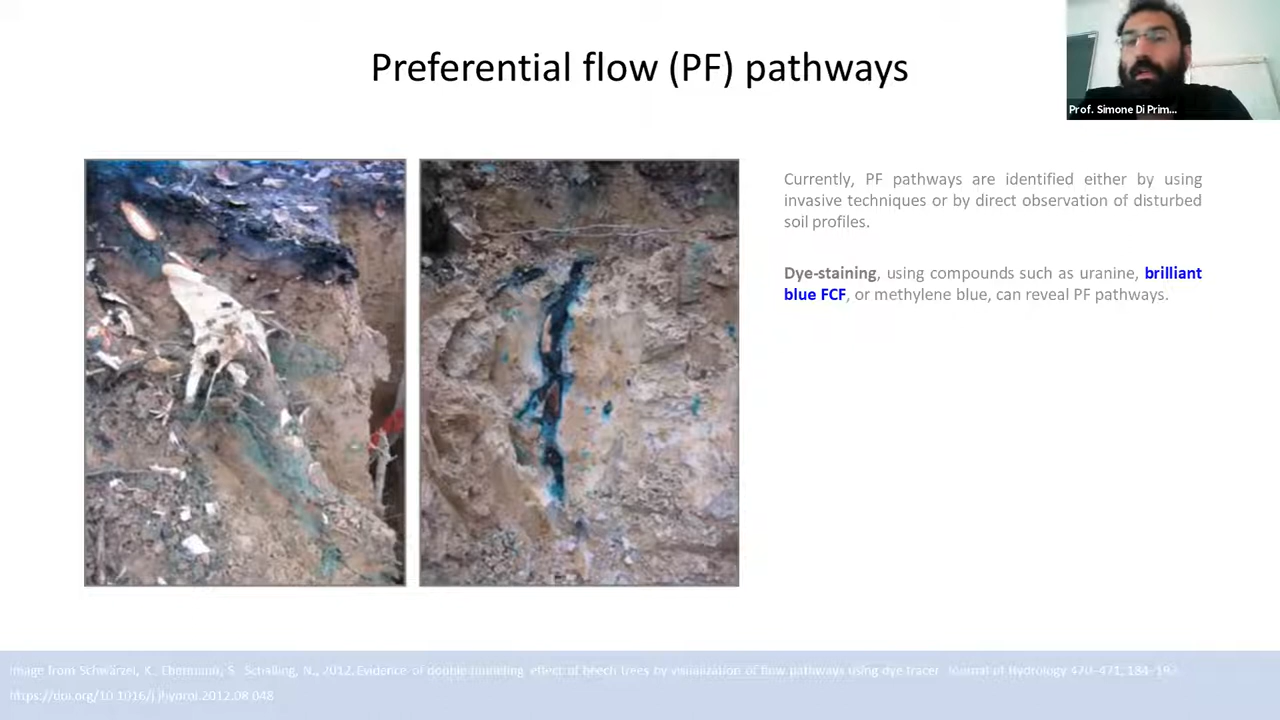 Preferential flow (PF) pathways
Prof. Simone Di Prim...
Currently, PF pathways are identified either by using
invasive techniques or by direct observation of disturbed
soil profiles.
Dye-staining, using compounds such as uranine, brilliant
blue FCF, or methylene blue, can reveal PF pathways.
Image from Schwärzel, K., Ebermann, S., Schalling, N., 2012. Evidence of double-funneling effect of beech trees by visualization of flow pathways using dye tracer. Journal of Hydrology 470–471, 184–192.
https://doi.org/10.1016/j.jhydrol.2012.08.048